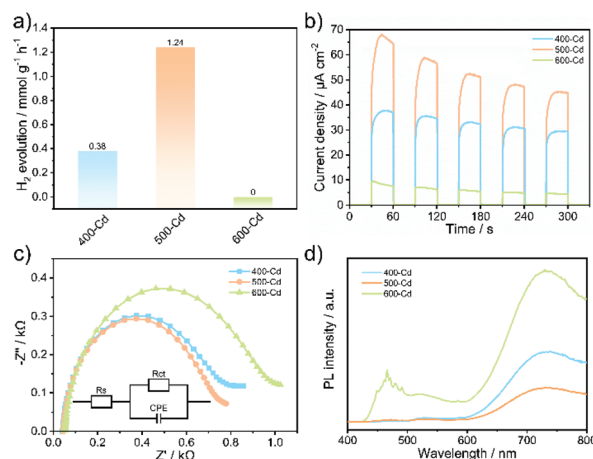 a)
H₂ evolution / mmol g⁻¹ h⁻¹
1.4
1.2
1.0
0.8
0.6
0.4
0.2
0.0
0.38
1.24
0
400-Cd
500-Cd
600-Cd
b)
Current density / μA cm⁻²
70
60
50
40
30
20
10
0
400-Cd
500-Cd
600-Cd
0 60 120 180 240 300
Time / s
c)
-Z'' / kΩ
0.4
0.3
0.2
0.1
0.0
400-Cd
500-Cd
600-Cd
Rs
Rct
CPE
0.0 0.2 0.4 0.6 0.8 1.0
Z' / kΩ
d)
PL intensity / a.u.
400-Cd
500-Cd
600-Cd
400 500 600 700 800
Wavelength / nm